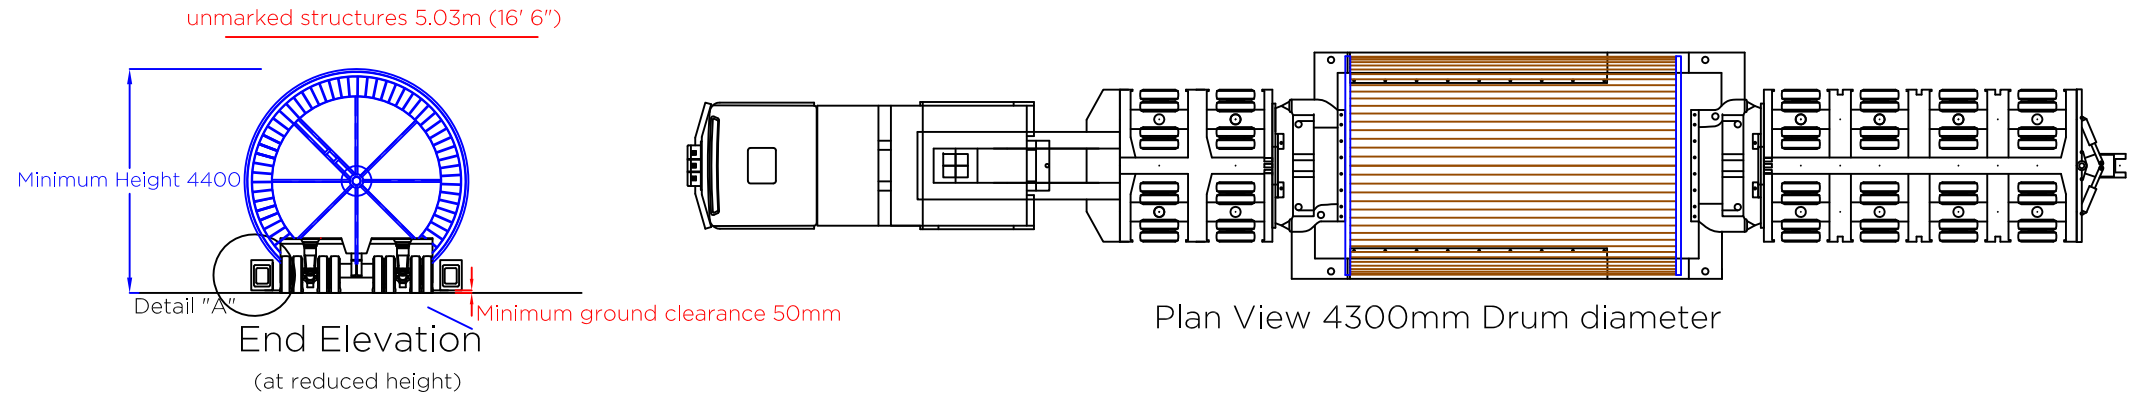 unmarked structures 5.03m (16' 6")
Minimum Height 4400
Detail "A"
Minimum ground clearance 50mm
End Elevation
(at reduced height)
Plan View 4300mm Drum diameter